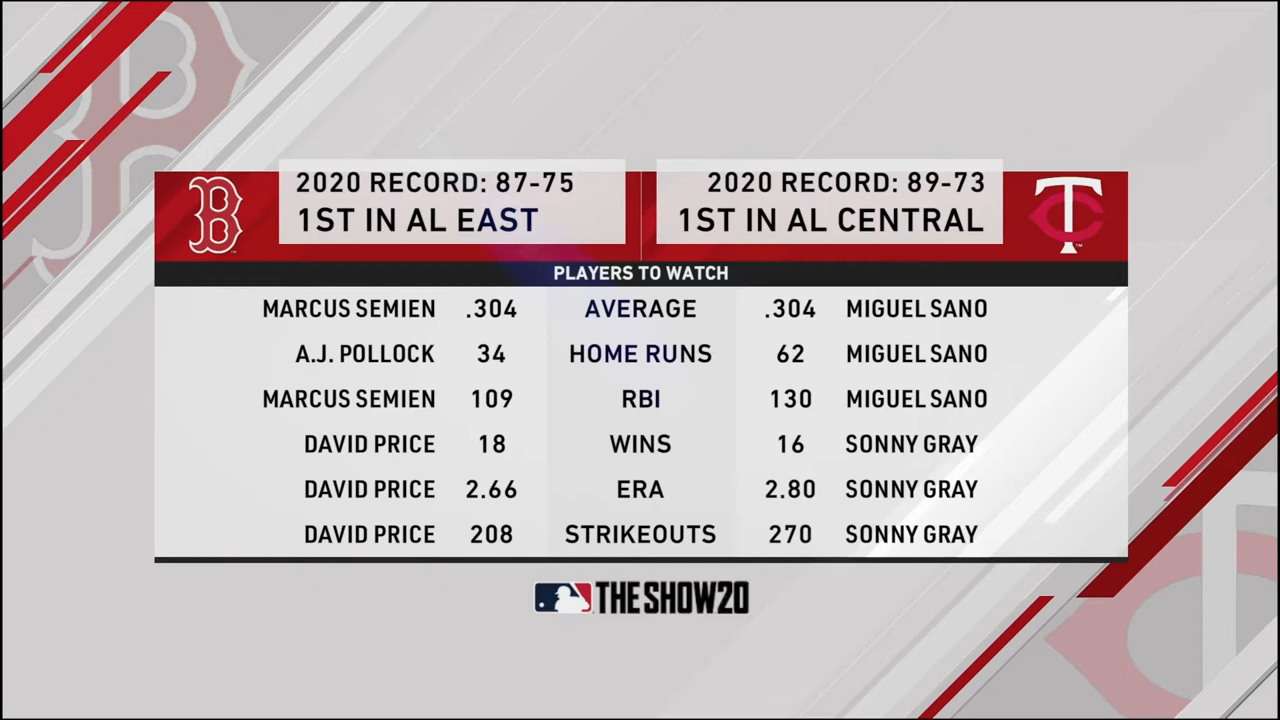 2020 RECORD: 87-75
1ST IN AL EAST
2020 RECORD: 89-73
1ST IN AL CENTRAL
B
TC
™
PLAYERS TO WATCH
MARCUS SEMIEN .304 AVERAGE .304 MIGUEL SANO
A.J. POLLOCK 34 HOME RUNS 62 MIGUEL SANO
MARCUS SEMIEN 109 RBI 130 MIGUEL SANO
DAVID PRICE 18 WINS 16 SONNY GRAY
DAVID PRICE 2.66 ERA 2.80 SONNY GRAY
DAVID PRICE 208 STRIKEOUTS 270 SONNY GRAY
THE SHOW20